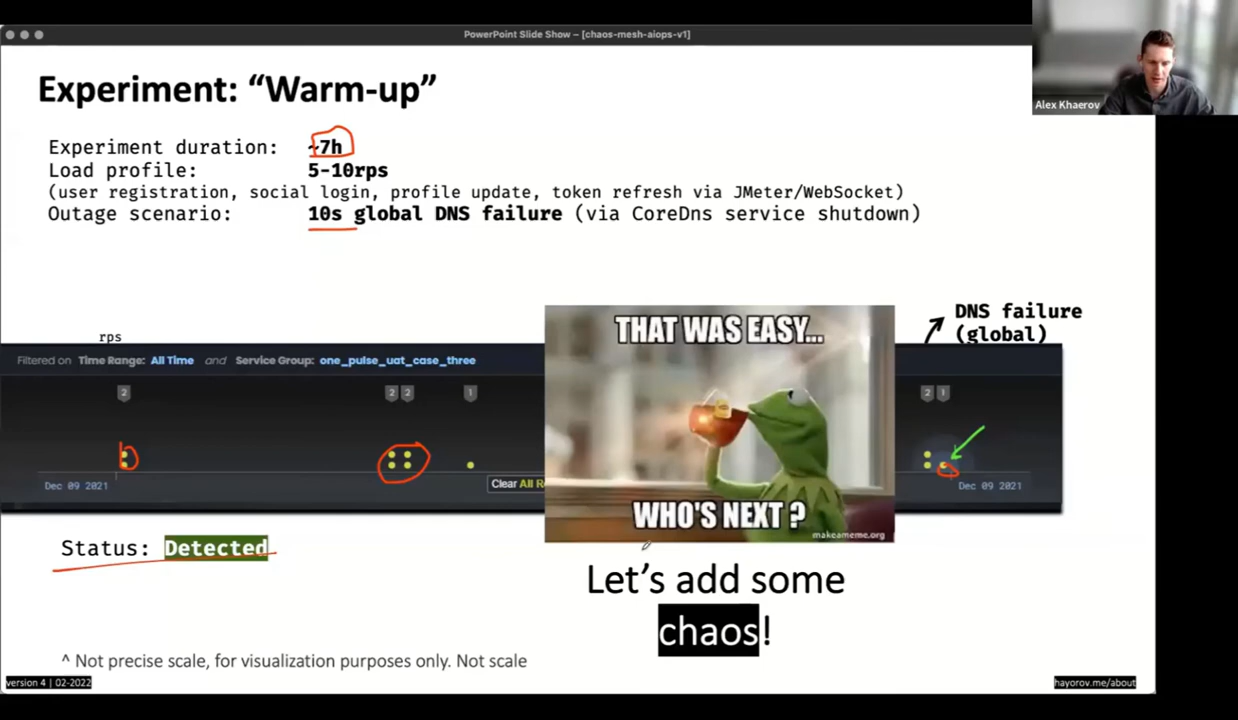 PowerPoint Slide Show – [chaos-mesh-aiops-v1]
Alex Khaerov
Experiment: “Warm-up”
Experiment duration: ~7h
Load profile: 5-10rps
(user registration, social login, profile update, token refresh via JMeter/WebSocket)
Outage scenario: 10s global DNS failure (via CoreDns service shutdown)
DNS failure
(global)
rps
Filtered on Time Range: All Time and Service Group: one_pulse_uat_case_three
2 2 2 1 2 1
Dec 09 2021 Clear All R Dec 09 2021
THAT WAS EASY...
WHO'S NEXT ?
makeameme.org
Status: Detected
Let’s add some
chaos!
^ Not precise scale, for visualization purposes only. Not scale
version 4 | 02-2022
hayorov.me/about